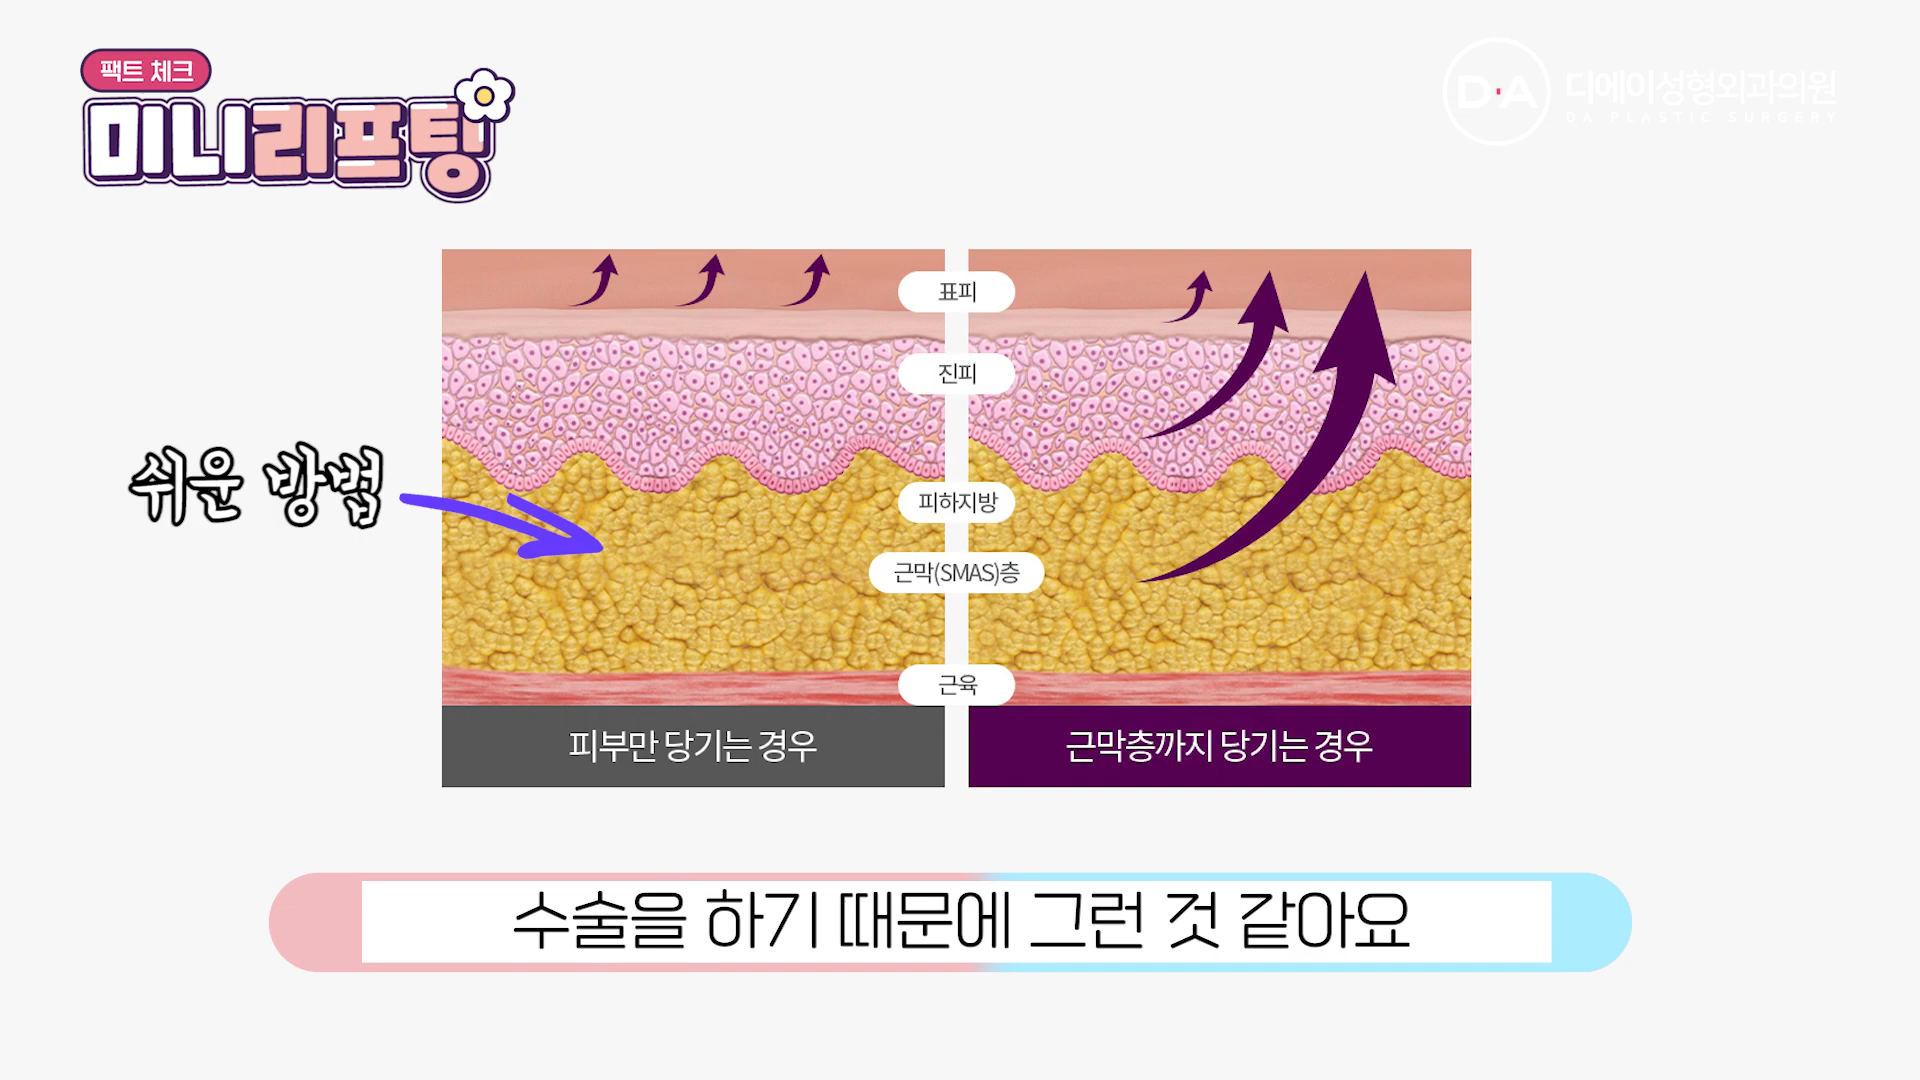 팩트 체크
미니리프팅
D·A 디에이성형외과의원
DA PLASTIC SURGERY
표피
진피
쉬운 방법
피하지방
근막(SMAS)층
근육
피부만 당기는 경우
근막층까지 당기는 경우
수술을 하기 때문에 그런 것 같아요